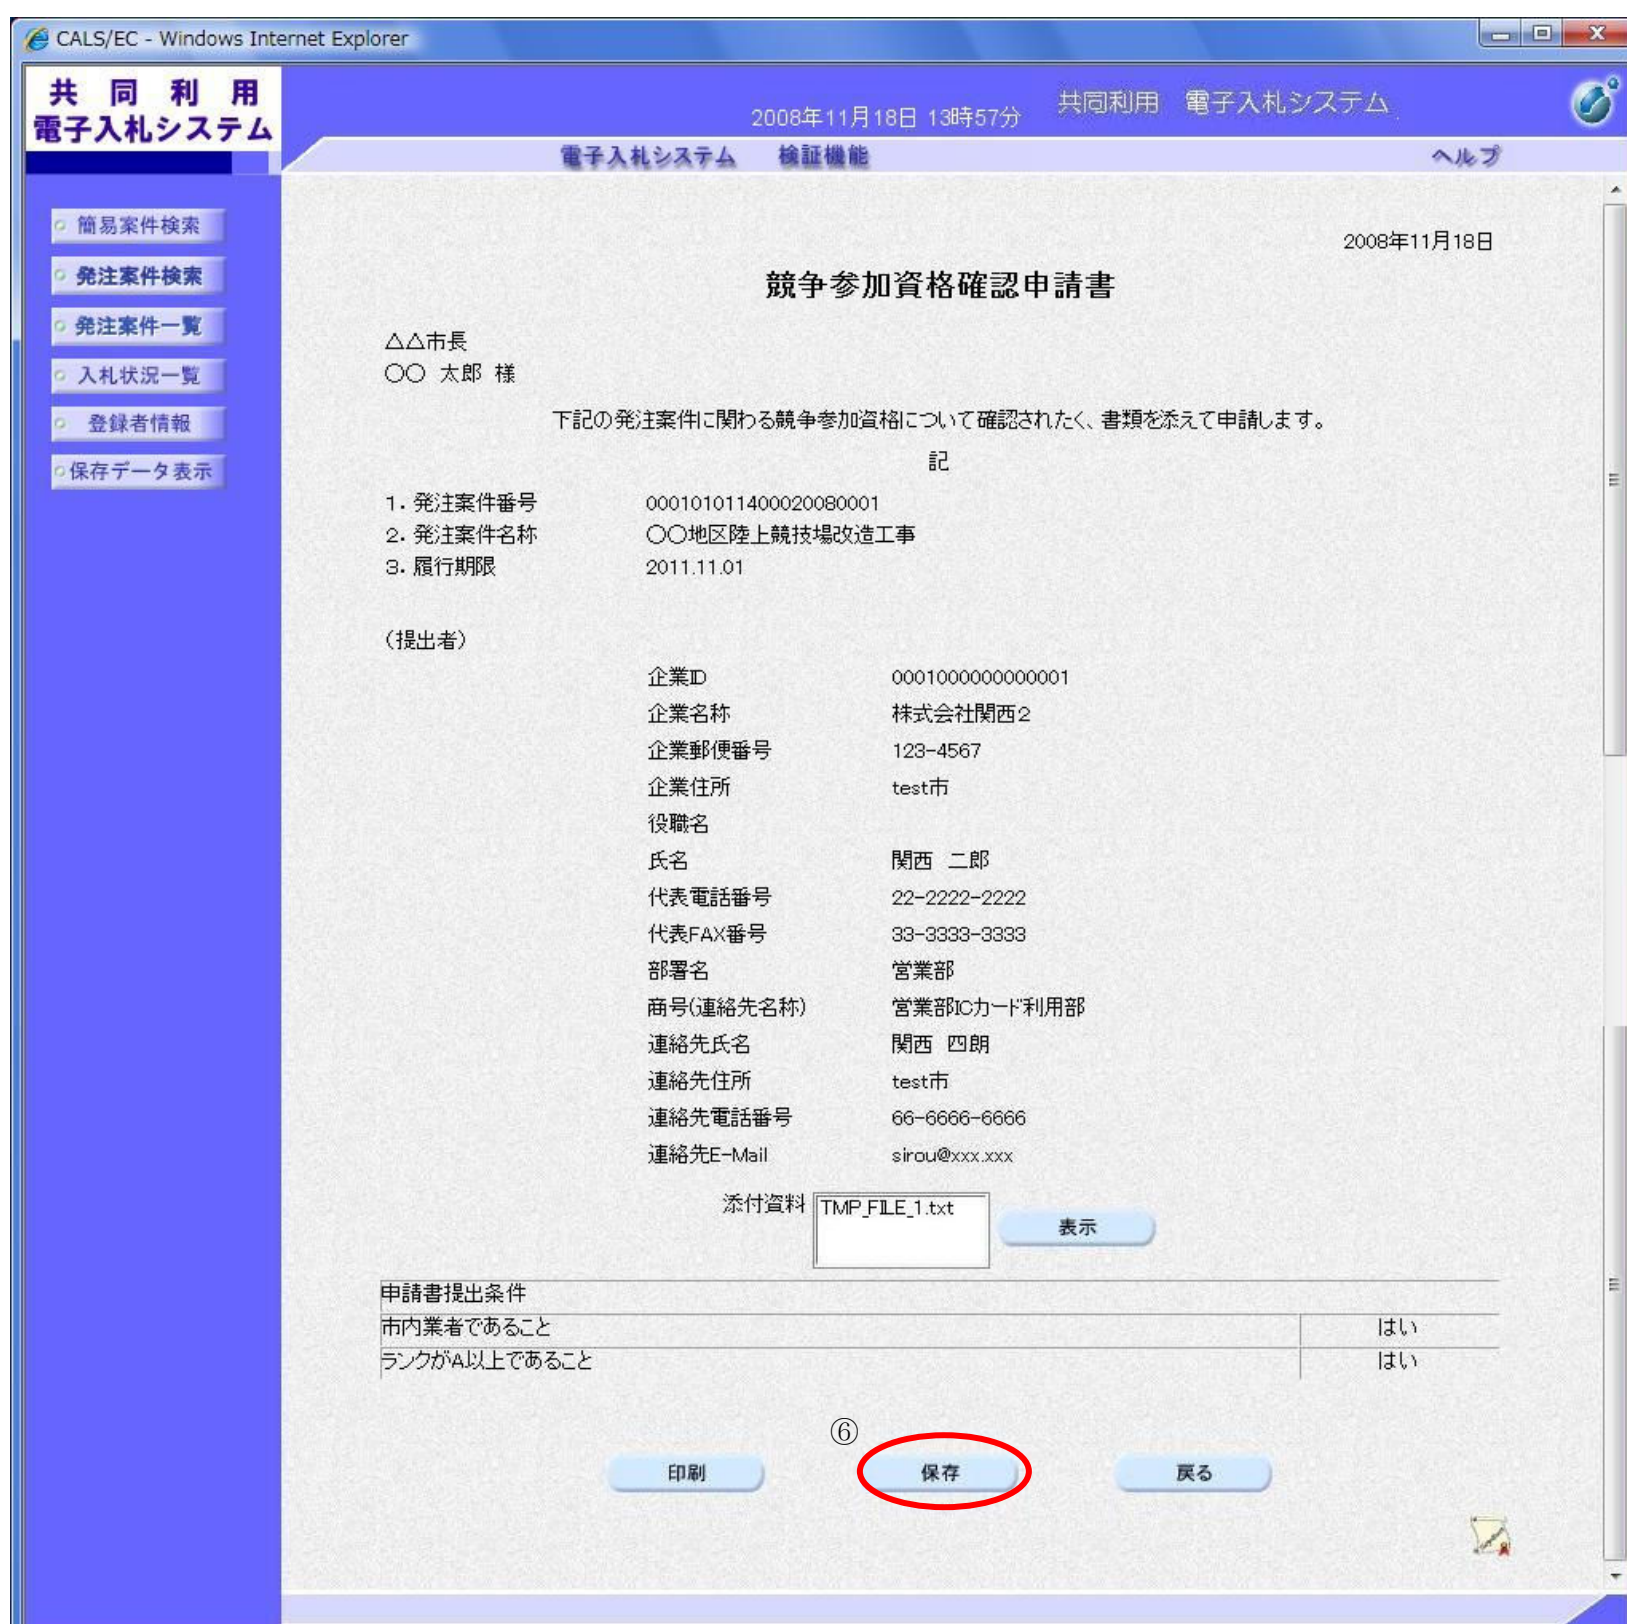 CALS/EC - Windows Internet Explorer
共同利用
電子入札システム
2008年11月18日 13時57分
共同利用 電子入札システム
電子入札システム 検証機能 ヘルプ
簡易案件検索
発注案件検索
発注案件一覧
入札状況一覧
登録者情報
保存データ表示
2008年11月18日
競争参加資格確認申請書
△△市長
〇〇 太郎 様
下記の発注案件に関わる競争参加資格について確認されたく、書類を添えて申請します。
記
1. 発注案件番号 000101011400020080001
2. 発注案件名称 〇〇地区陸上競技場改造工事
3. 履行期限 2011.11.01
（提出者）
企業ID 0001000000000001
企業名称 株式会社関西2
企業郵便番号 123-4567
企業住所 test市
役職名
氏名 関西 二郎
代表電話番号 22-2222-2222
代表FAX番号 33-3333-3333
部署名 営業部
商号(連絡先名称) 営業部ICカード利用部
連絡先氏名 関西 四朗
連絡先住所 test市
連絡先電話番号 66-6666-6666
連絡先E-Mail sirou@xxx.xxx
添付資料 TMP_FILE_1.txt 表示
申請書提出条件
市内業者であること はい
ランクがA以上であること はい
⑥
印刷 保存 戻る